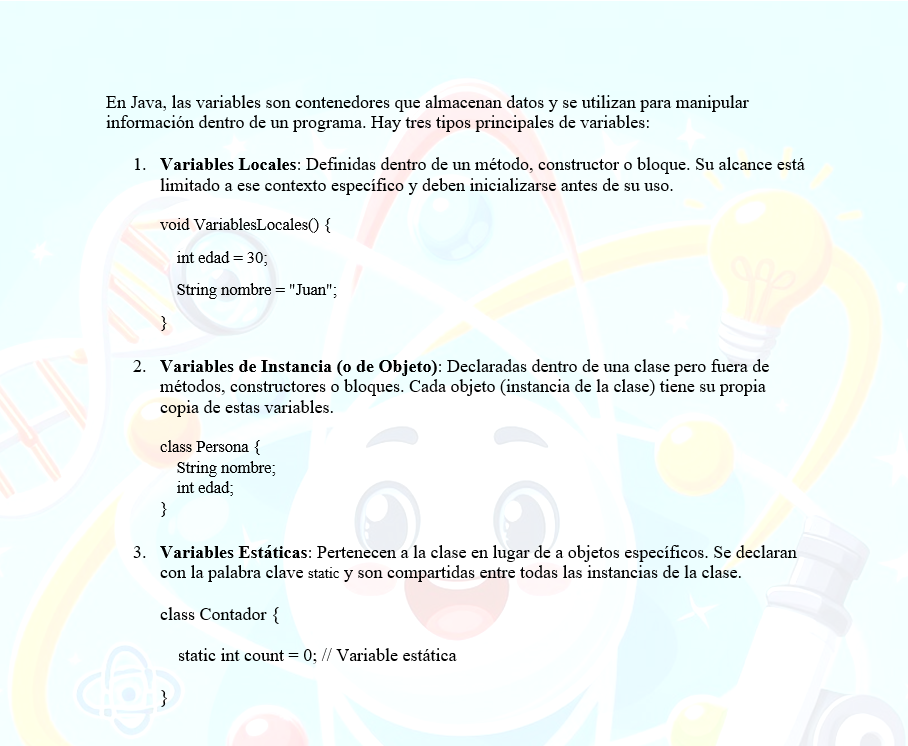 En Java, las variables son contenedores que almacenan datos y se utilizan para manipular
información dentro de un programa. Hay tres tipos principales de variables:
1. Variables Locales: Definidas dentro de un método, constructor o bloque. Su alcance está
limitado a ese contexto específico y deben inicializarse antes de su uso.
void VariablesLocales() {
int edad = 30;
String nombre = "Juan";
}
2. Variables de Instancia (o de Objeto): Declaradas dentro de una clase pero fuera de
métodos, constructores o bloques. Cada objeto (instancia de la clase) tiene su propia
copia de estas variables.
class Persona {
String nombre;
int edad;
}
3. Variables Estáticas: Pertenecen a la clase en lugar de a objetos específicos. Se declaran
con la palabra clave static y son compartidas entre todas las instancias de la clase.
class Contador {
static int count = 0; // Variable estática
}